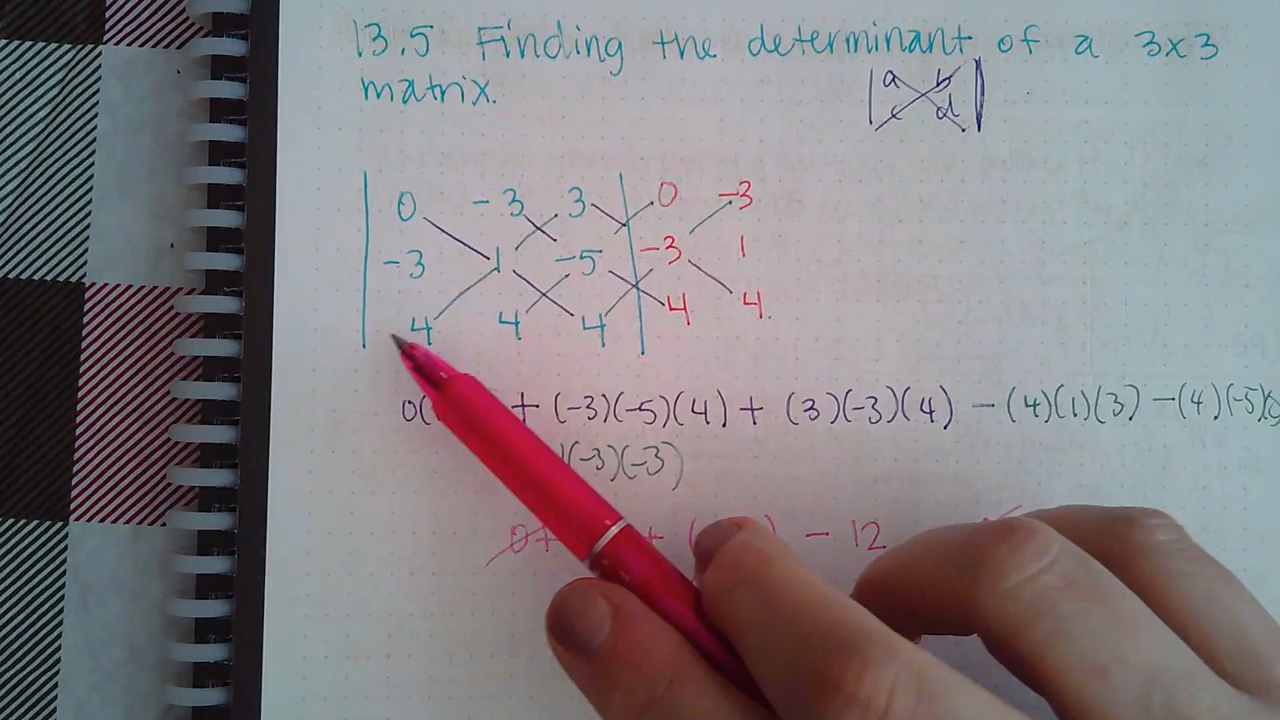 13.5 Finding the determinant of a 3x3
matrix.
a b
c d
0 -3 3 0 -3
-3 1 -5 -3 1
4 4 4 4 4.
0( + (-3)(-5)(4) + (3)(-3)(4) - (4)(1)(3) - (4)(-5)(
(-3)(-3)
0+ + ( ) - 12